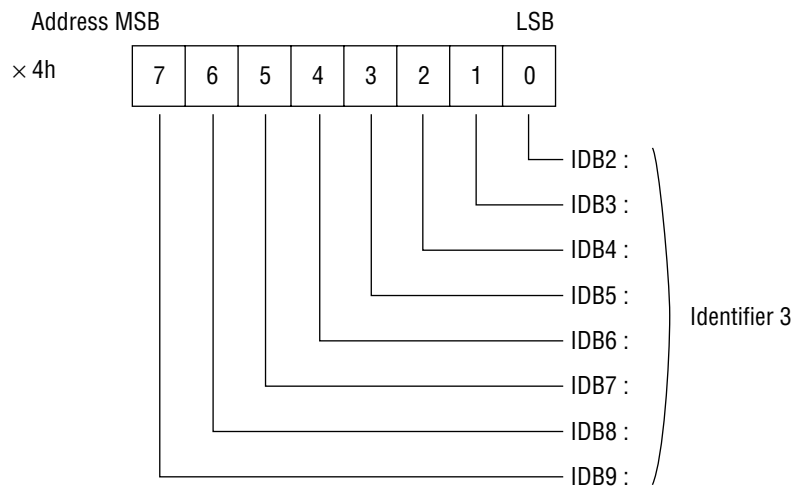 Address MSB LSB
× 4h 7 6 5 4 3 2 1 0
IDB2 :
IDB3 :
IDB4 :
IDB5 :
Identifier 3
IDB6 :
IDB7 :
IDB8 :
IDB9 :